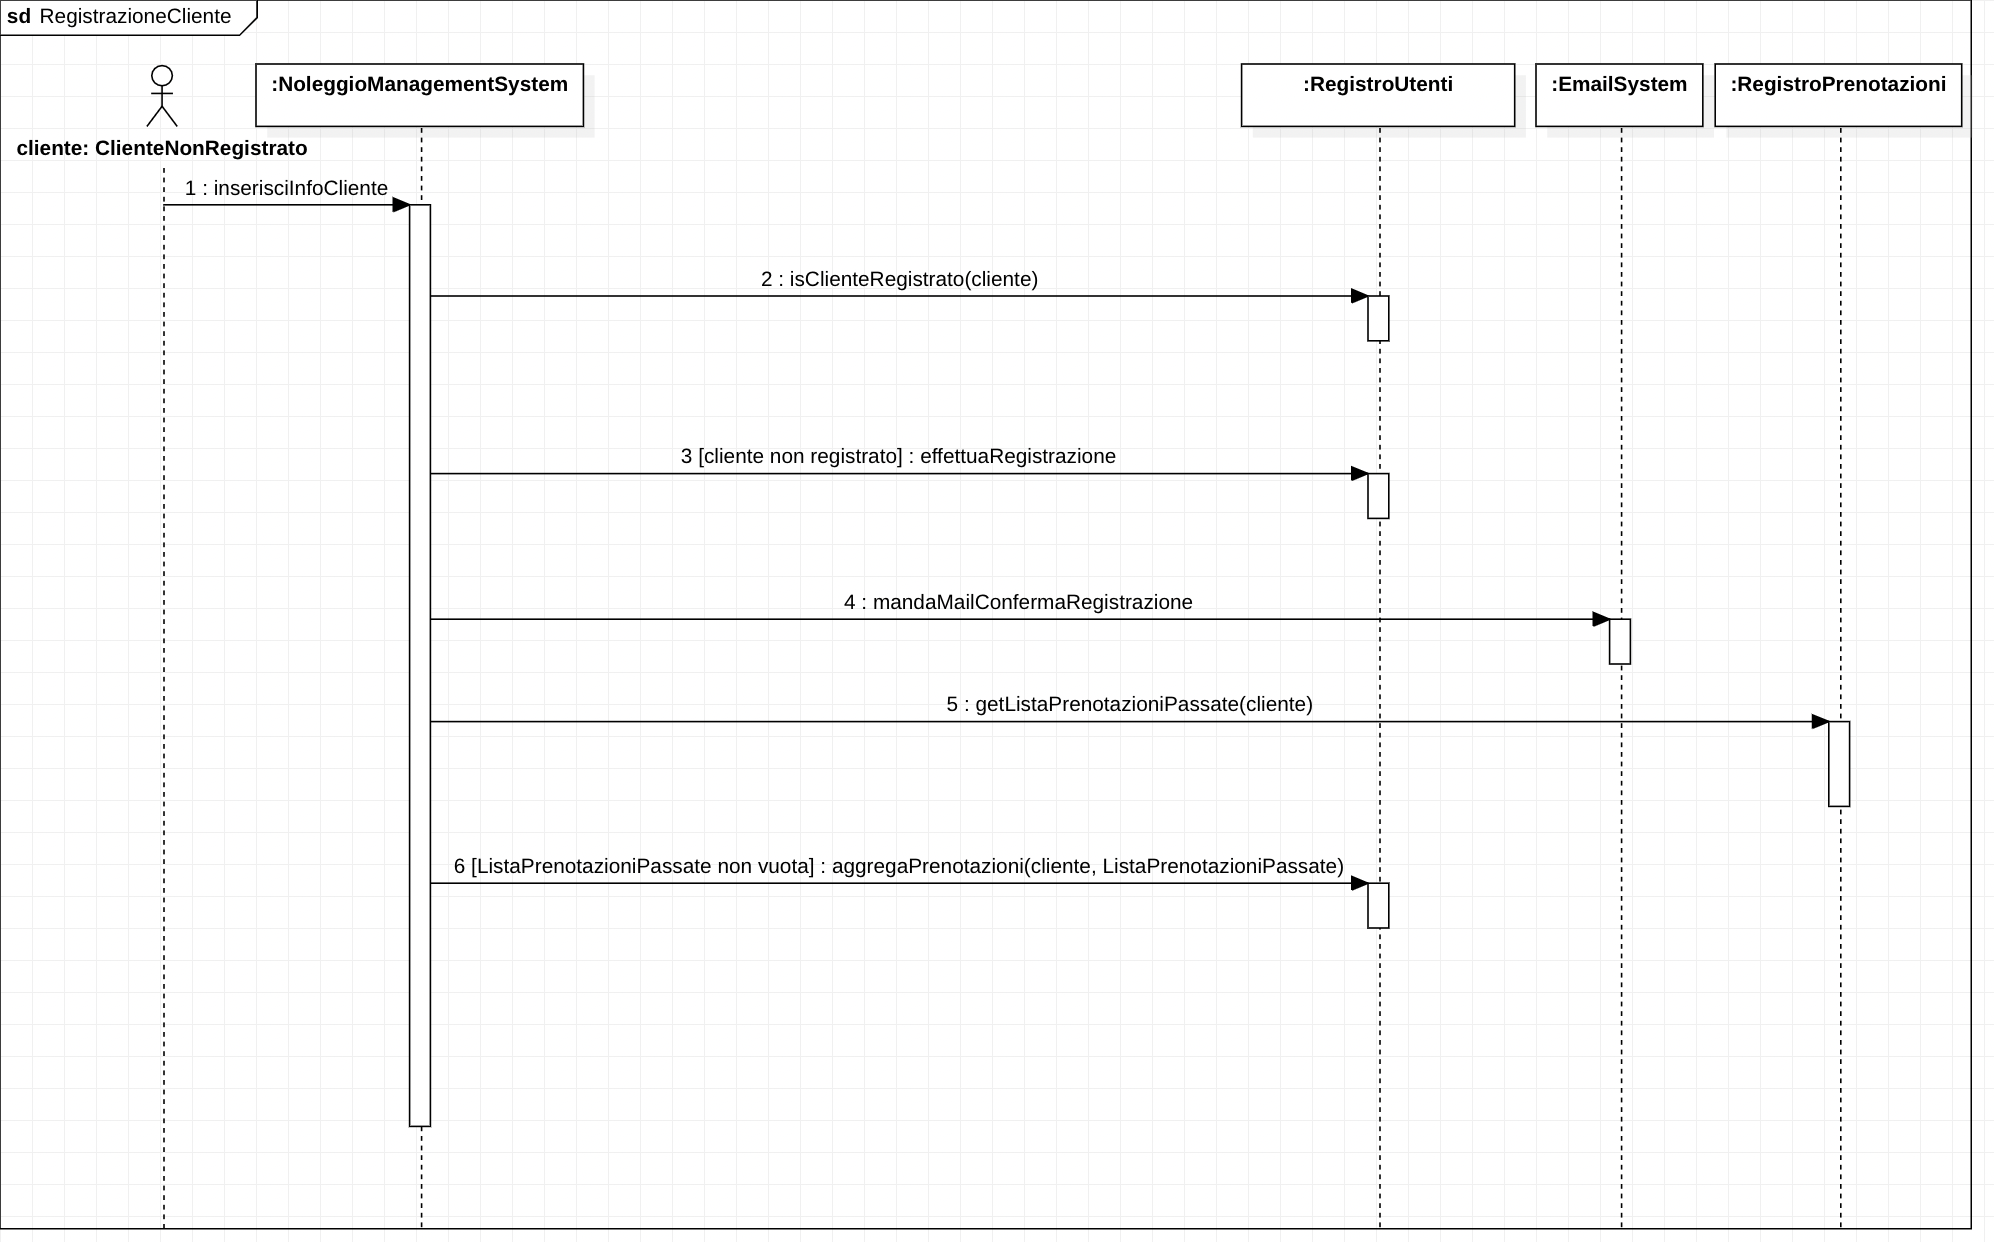 sd RegistrazioneCliente
:NoleggioManagementSystem
:RegistroUtenti
:EmailSystem
:RegistroPrenotazioni
cliente: ClienteNonRegistrato
1 : inserisciInfoCliente
2 : isClienteRegistrato(cliente)
3 [cliente non registrato] : effettuaRegistrazione
4 : mandaMailConfermaRegistrazione
5 : getListaPrenotazioniPassate(cliente)
6 [ListaPrenotazioniPassate non vuota] : aggregaPrenotazioni(cliente, ListaPrenotazioniPassate)